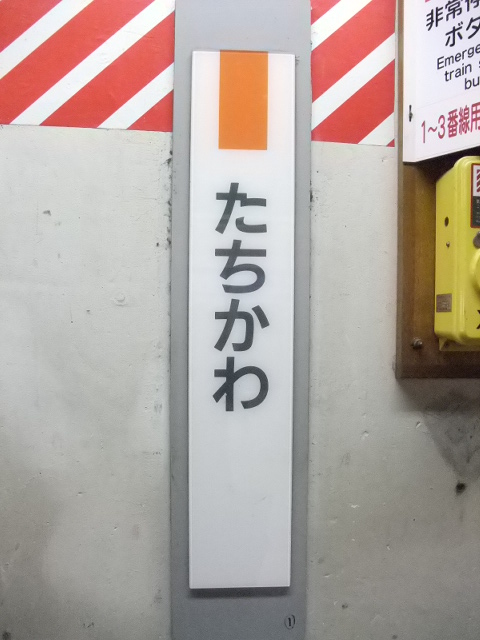 たちかわ
非常停
ボタ
Emerge
train
bu
1～3番線用
①